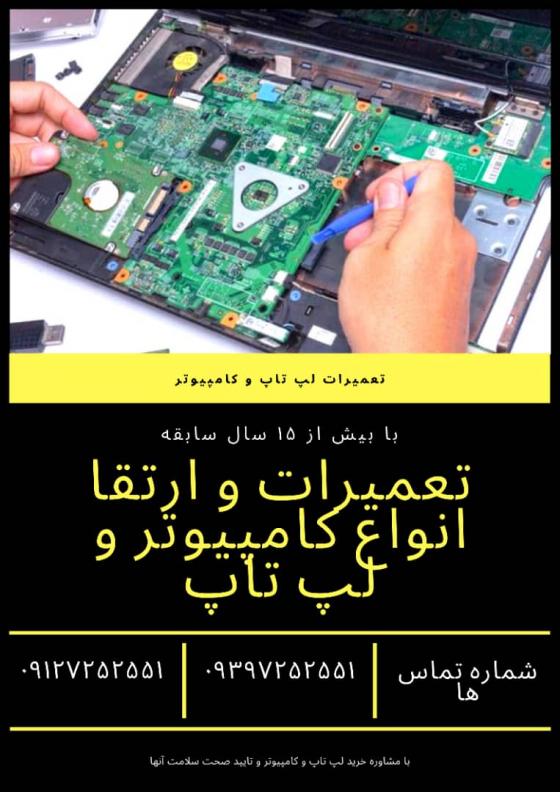 تعمیرات لپ تاپ و کامپیوتر
با بیش از ۱۵ سال سابقه
تعمیرات و ارتقا
انواع کامپیوتر و
لپ تاپ
شماره تماس
ها
۰۹۳۹۷۲۵۲۵۵۱
۰۹۱۲۷۲۵۲۵۵۱
با مشاوره خرید لپ تاپ و کامپیوتر و تایید صحت سلامت آنها